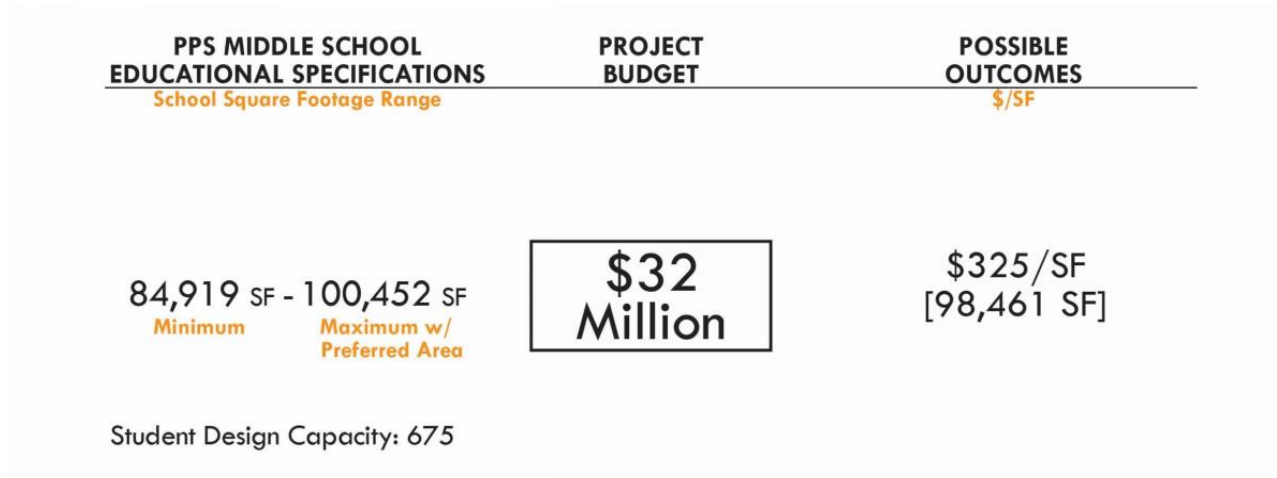 PPS MIDDLE SCHOOL
EDUCATIONAL SPECIFICATIONS
School Square Footage Range
PROJECT
BUDGET
POSSIBLE
OUTCOMES
$/SF
84,919 SF - 100,452 SF
Minimum
Maximum w/
Preferred Area
$32
Million
$325/SF
[98,461 SF]
Student Design Capacity: 675